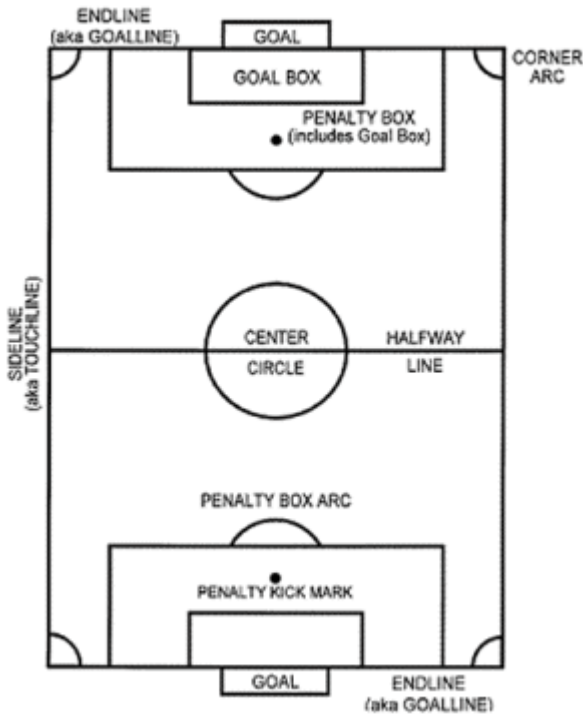 ENDLINE
(aka GOALLINE)
GOAL
CORNER
ARC
GOAL BOX
PENALTY BOX
(includes Goal Box)
SIDELINE
(aka TOUCHLINE)
CENTER
CIRCLE
HALFWAY
LINE
PENALTY BOX ARC
PENALTY KICK MARK
GOAL
ENDLINE
(aka GOALLINE)